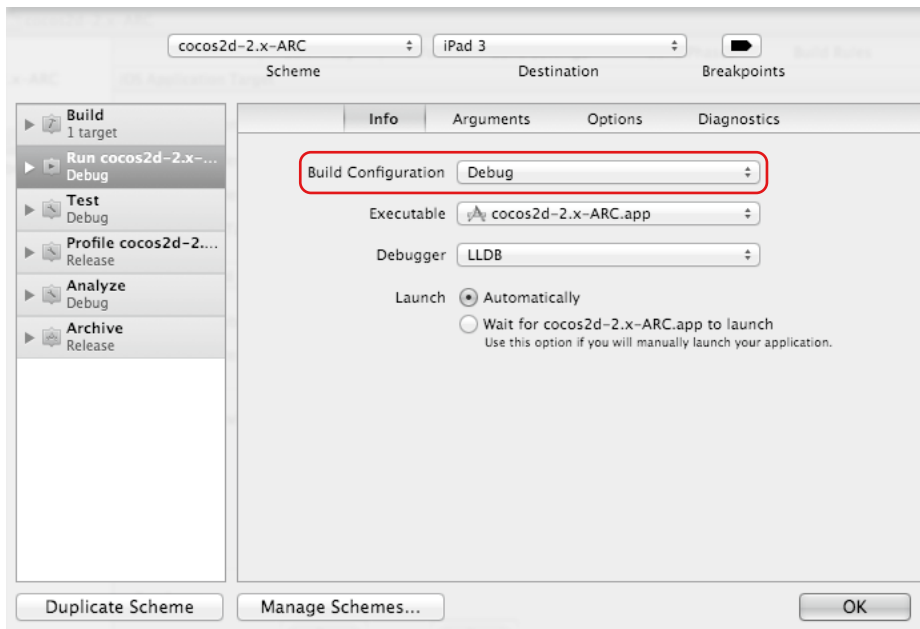 cocos2d-2.x-ARC
iPad 3
Scheme
Destination
Breakpoints
Build
1 target
Run cocos2d-2.x-...
Debug
Test
Debug
Profile cocos2d-2....
Release
Analyze
Debug
Archive
Release
Info
Arguments
Options
Diagnostics
Build Configuration
Debug
Executable
cocos2d-2.x-ARC.app
Debugger
LLDB
Launch
Automatically
Wait for cocos2d-2.x-ARC.app to launch
Use this option if you will manually launch your application.
Duplicate Scheme
Manage Schemes...
OK